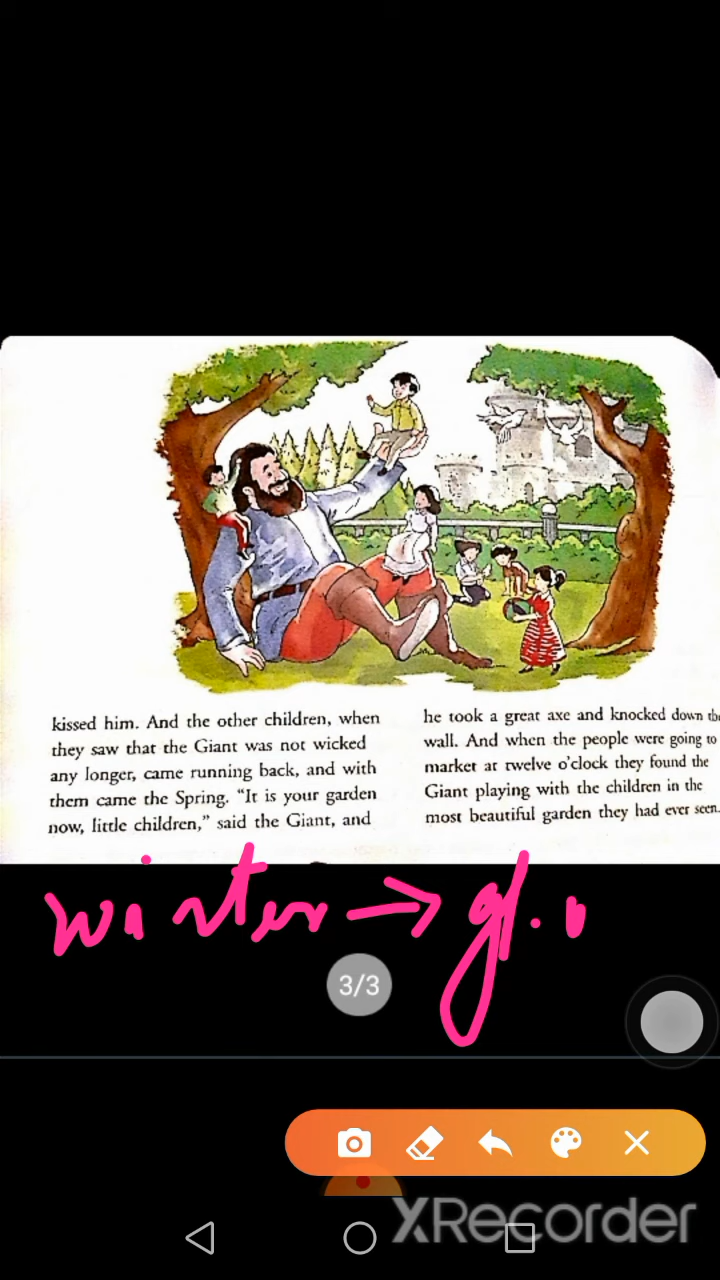 kissed him. And the other children, when
they saw that the Giant was not wicked
any longer, came running back, and with
them came the Spring. “It is your garden
now, little children,” said the Giant, and
he took a great axe and knocked down the
wall. And when the people were going to
market at twelve o’clock they found the
Giant playing with the children in the
most beautiful garden they had ever seen.
winter →
3/3
XRecorder